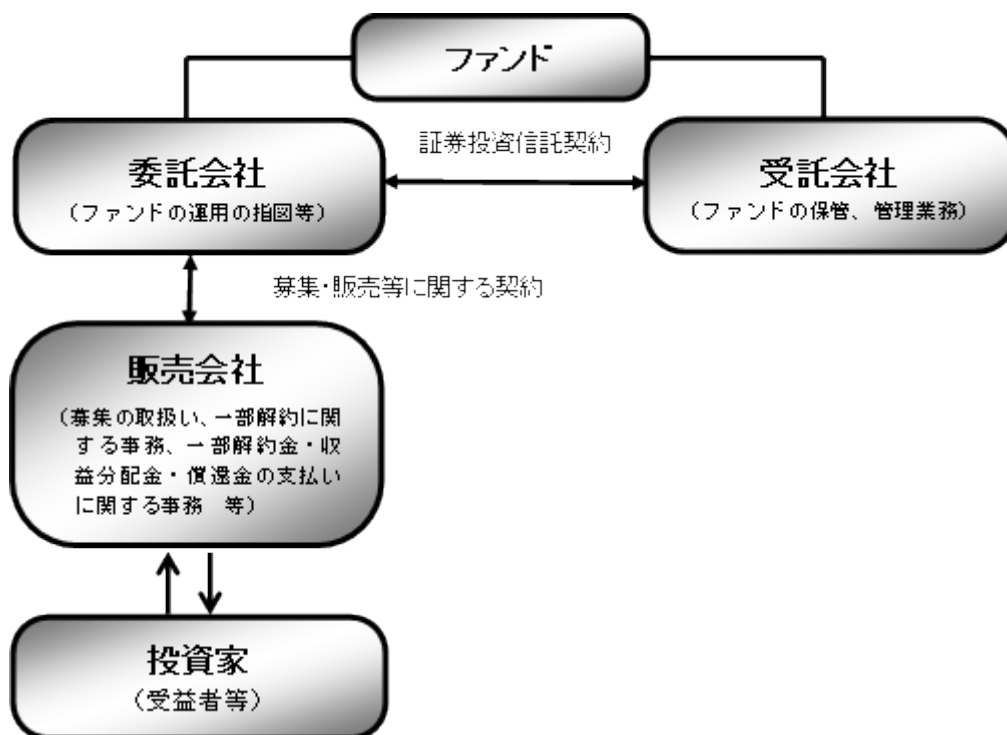 ファンド
証券投資信託契約
委託会社
(ファンドの運用の指図等)
受託会社
(ファンドの保管、管理業務)
募集・販売等に関する契約
販売会社
(募集の取扱い、一部解約に関
する事務、一部解約金・収
益分配金・償還金の支払い
に関する事務 等)
投資家
(受益者等)